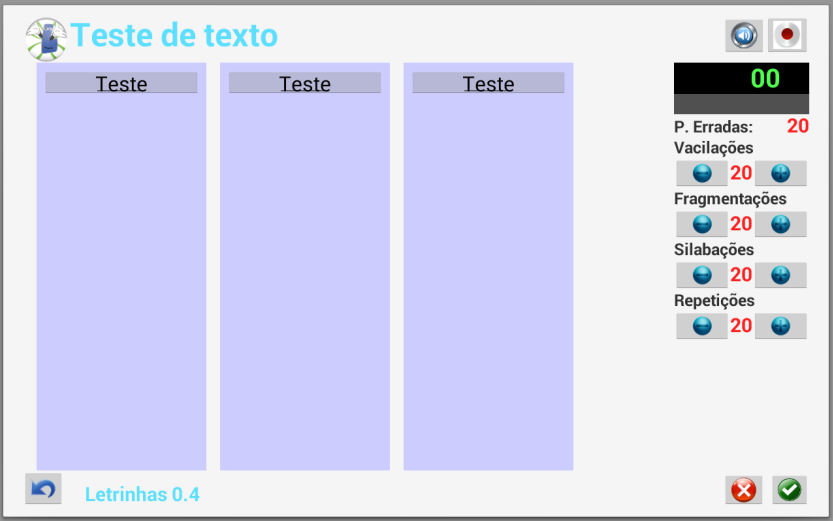 Teste de texto
Teste
Teste
Teste
00
P. Erradas: 20
Vacilações
20
Fragmentações
20
Silabações
20
Repetições
20
Letrinhas 0.4